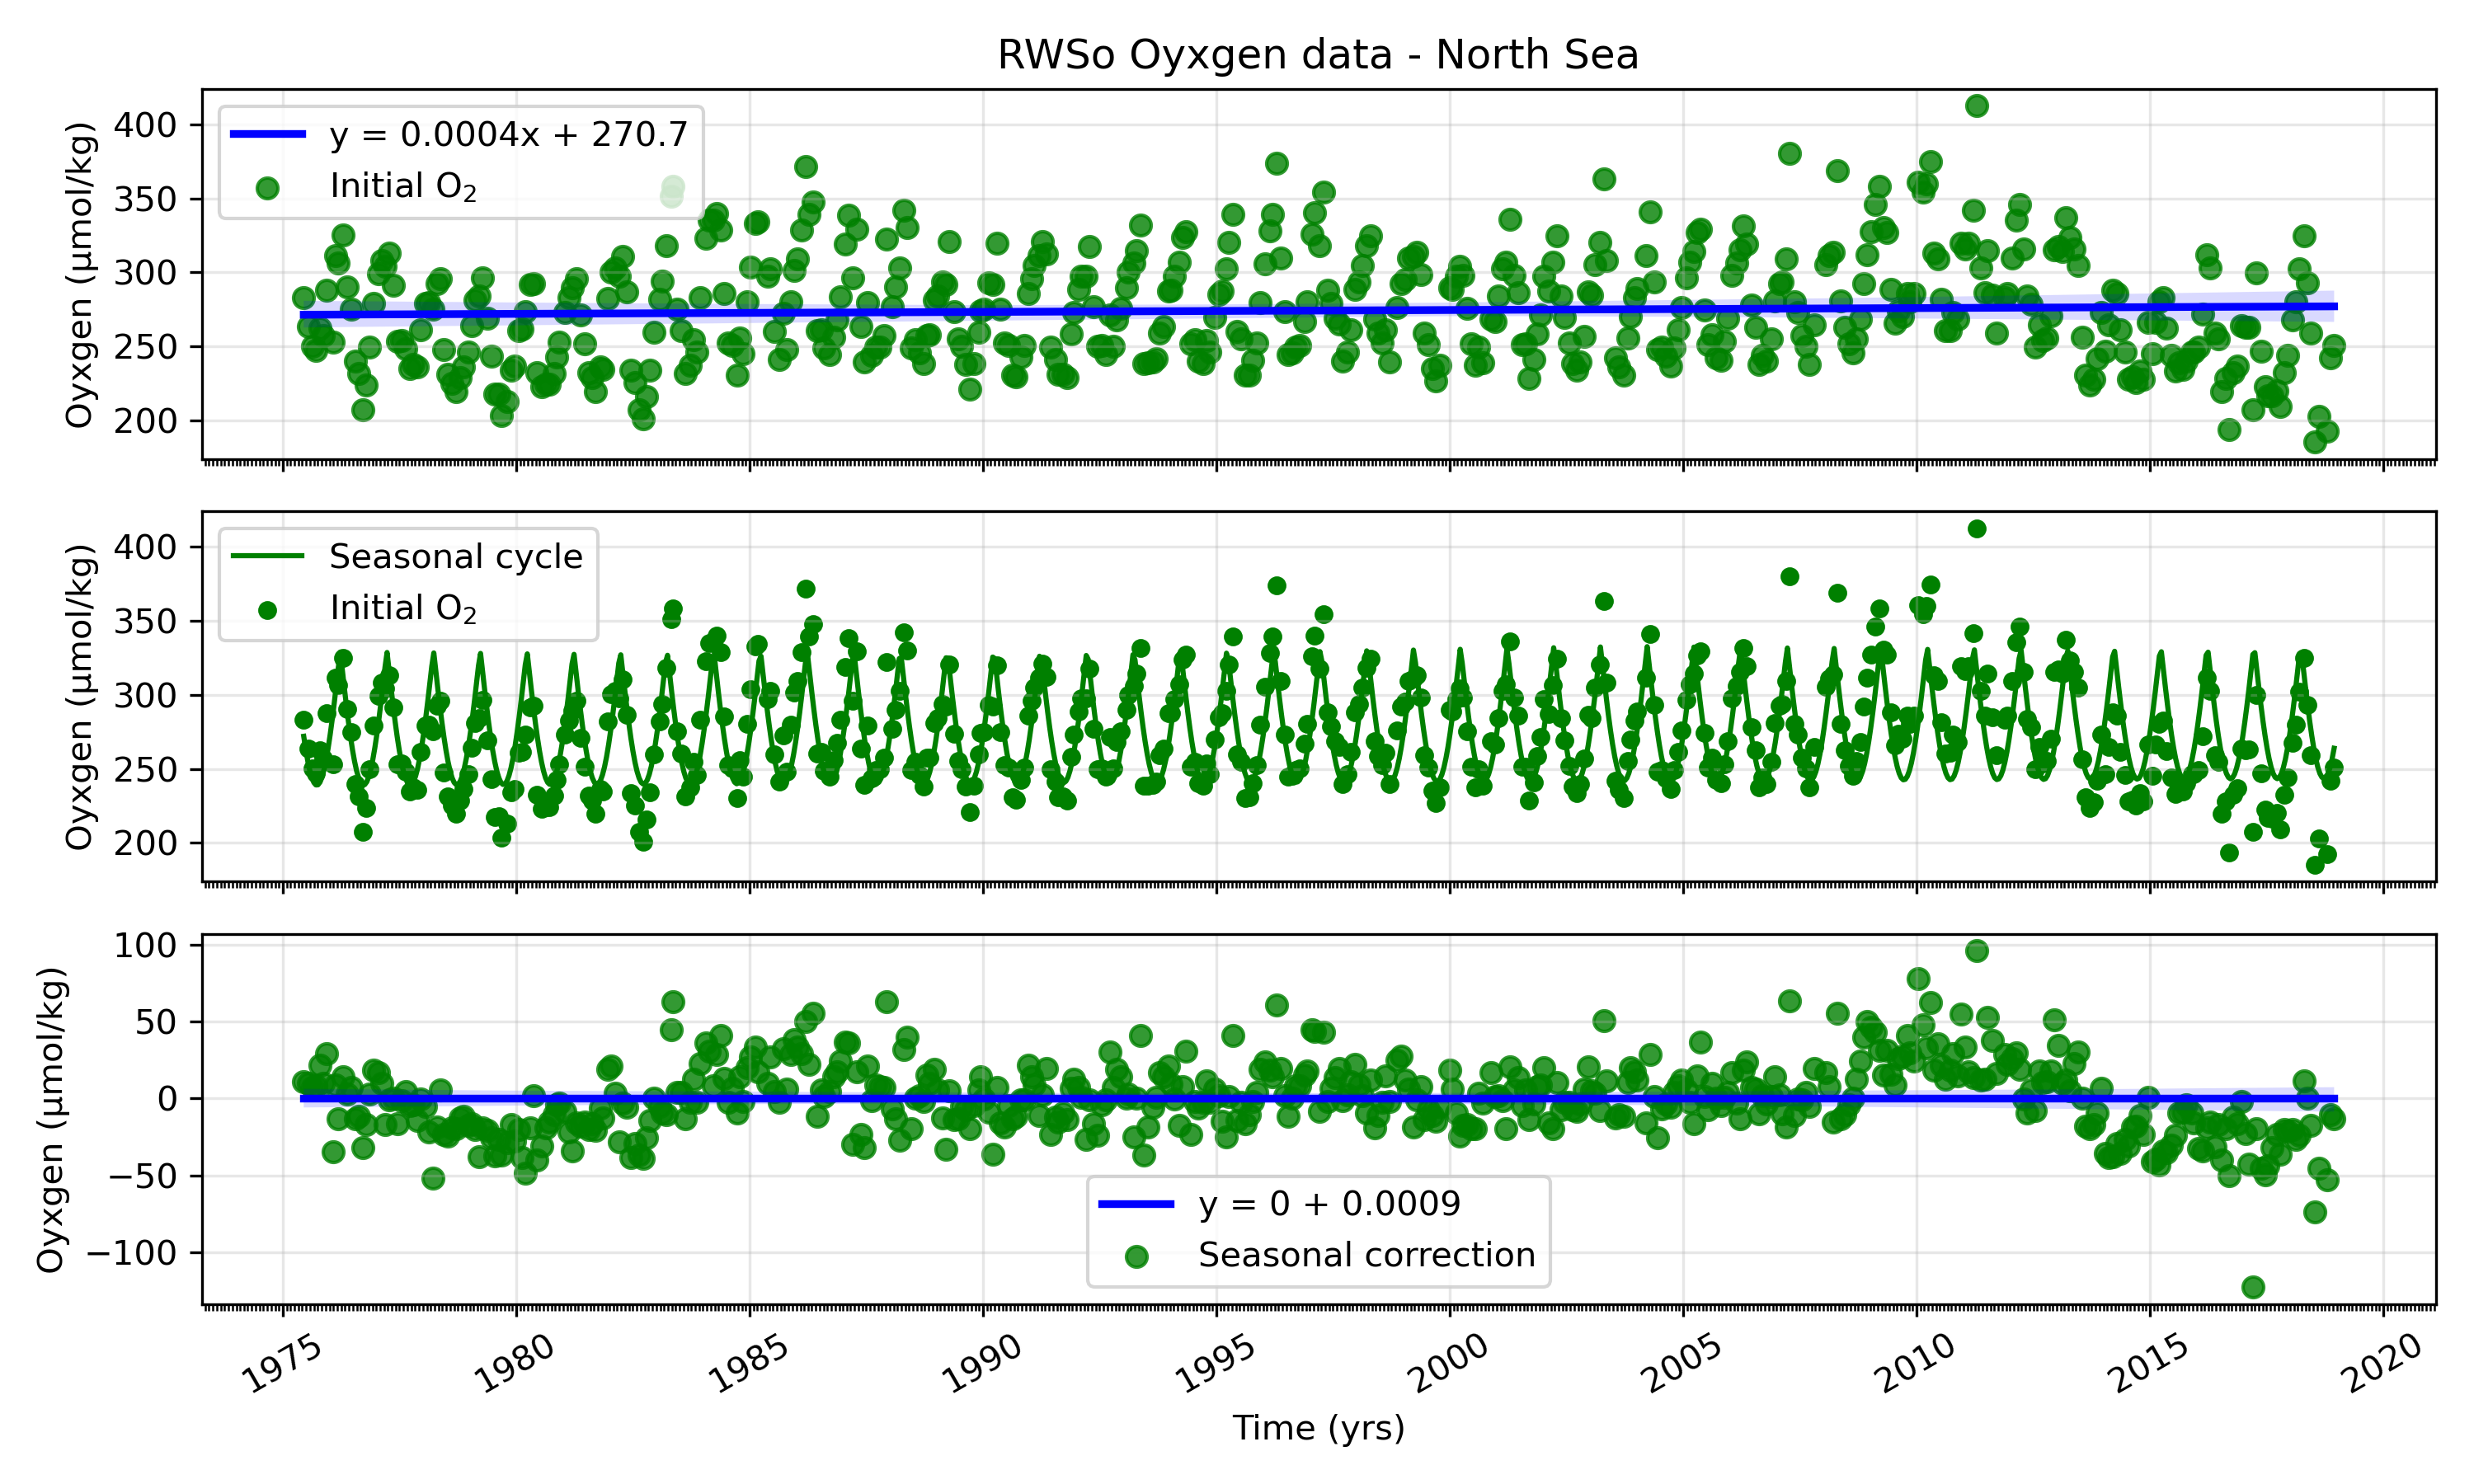 RWSo Oyxgen data - North Sea
Oyxgen (µmol/kg)
400
350
300
250
200
y = 0.0004x + 270.7
Initial O₂
Oyxgen (µmol/kg)
400
350
300
250
200
Seasonal cycle
Initial O₂
Oyxgen (µmol/kg)
100
50
0
−50
−100
y = 0 + 0.0009
Seasonal correction
1975 1980 1985 1990 1995 2000 2005 2010 2015 2020
Time (yrs)